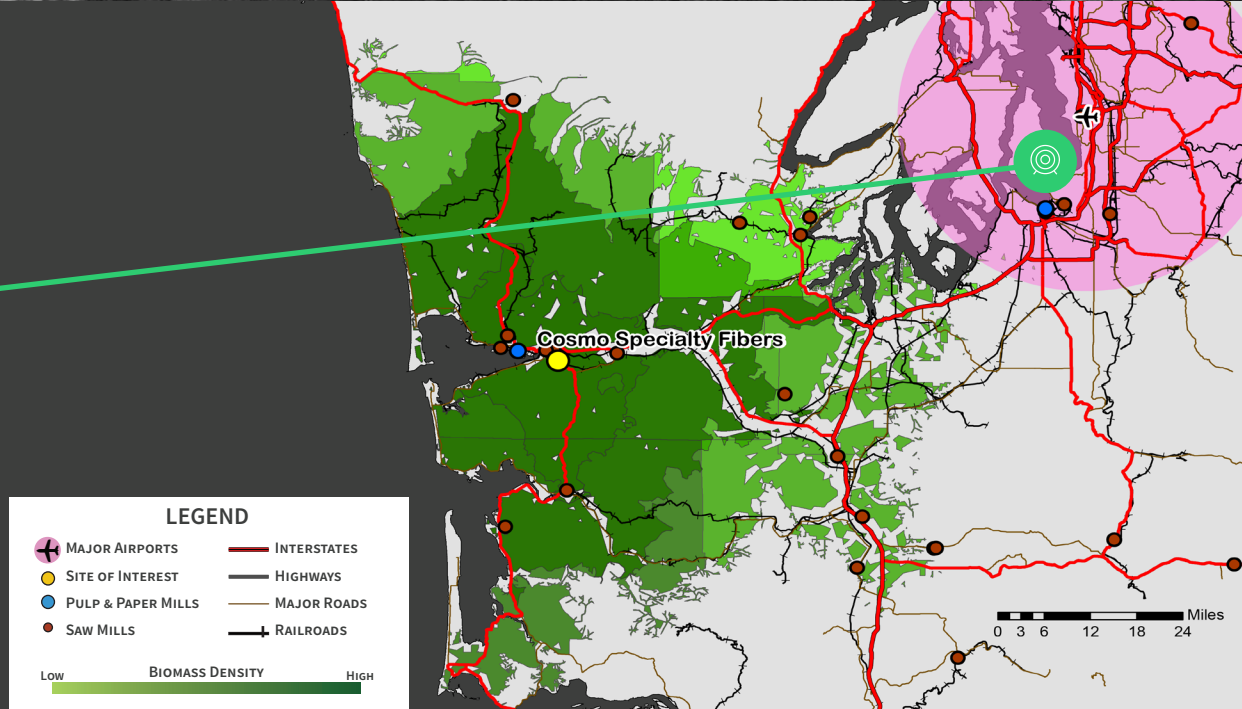 Cosmo Specialty Fibers
LEGEND
MAJOR AIRPORTS
INTERSTATES
SITE OF INTEREST
HIGHWAYS
PULP & PAPER MILLS
MAJOR ROADS
SAW MILLS
RAILROADS
BIOMASS DENSITY
LOW
HIGH
Miles
0 3 6 12 18 24